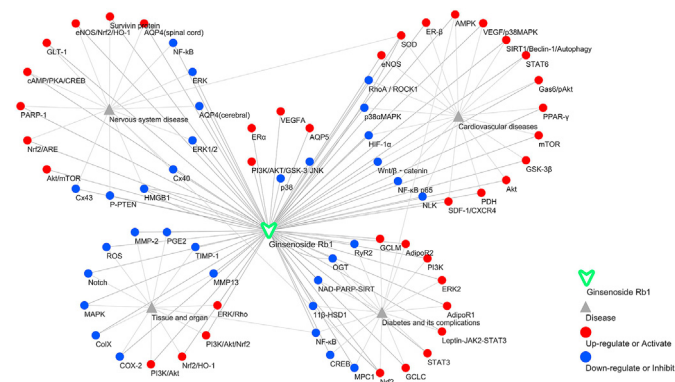 Survivin protein
eNOS/Nrf2/HO-1
AQP4(spinal cord)
GLT-1
NF-kB
cAMP/PKA/CREB
ERK
PARP-1
AQP4(cerebral)
Nervous system disease
Nrf2/ARE
ERK1/2
Akt/mTOR
Cx40
Cx43
P-PTEN
HMGB1
VEGFA
ERα
AQP5
PI3K/AKT/GSK-3
JNK
p38
AMPK
ER-β
VEGF/p38MAPK
SOD
SIRT1/Beclin-1/Autophagy
eNOS
STAT6
RhoA / ROCK1
Gas6/pAkt
p38αMAPK
PPAR-γ
Cardiovascular diseases
HIF-1α
mTOR
Wnt/β - catenin
GSK-3β
NF-κB p65
Akt
NLK
PDH
SDF-1/CXCR4
Ginsenoside Rb1
MMP-2
PGE2
ROS
TIMP-1
Notch
MMP13
MAPK
Tissue and organ
ERK/Rho
ColX
PI3K/Akt/Nrf2
COX-2
Nrf2/HO-1
PI3K/Akt
RyR2
GCLM
AdipoR2
OGT
PI3K
NAD-PARP-SIRT
ERK2
11β-HSD1
AdipoR1
Diabetes and its complications
NF-κB
Leptin-JAK2-STAT3
CREB
STAT3
MPC1
Nrf2
GCLC
Ginsenoside Rb1
Disease
Up-regulate or Activate
Down-regulate or Inhibit